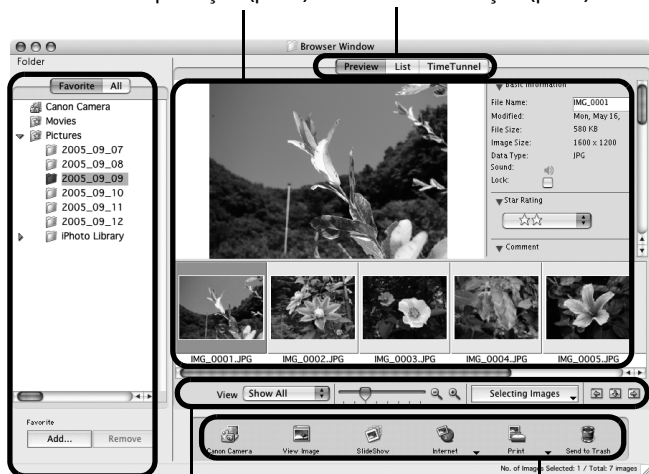 Browser Window
Folder
Preview List TimeTunnel
Favorite All
Canon Camera
Movies
Pictures
2005_09_07
2005_09_08
2005_09_09
2005_09_10
2005_09_11
2005_09_12
iPhoto Library
Basic Information
File Name: IMG_0001
Modified: Mon, May 16,
File Size: 580 KB
Image Size: 1600 x 1200
Data Type: JPG
Sound:
Lock:
Star Rating
Comment
IMG_0001.JPG IMG_0002.JPG IMG_0003.JPG IMG_0004.JPG IMG_0005.JPG
View Show All Selecting Images
Favorite
Add... Remove
Canon Camera View Image SlideShow Internet Print Send to Trash
No. of Images Selected: 1 / Total: 7 images